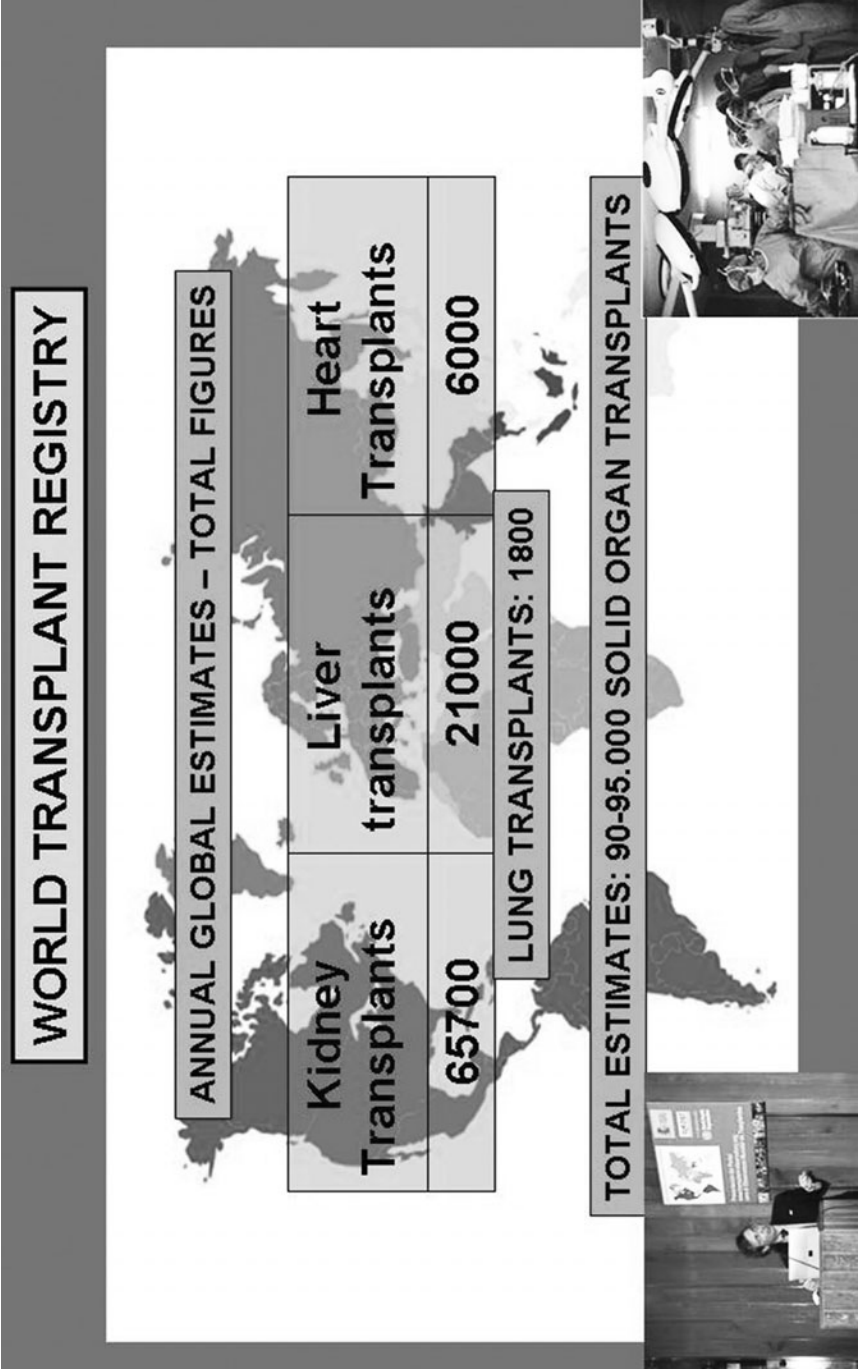 WORLD TRANSPLANT REGISTRY
ANNUAL GLOBAL ESTIMATES – TOTAL FIGURES
Kidney Transplants
Liver transplants
Heart Transplants
65700
21000
6000
LUNG TRANSPLANTS: 1800
TOTAL ESTIMATES: 90-95.000 SOLID ORGAN TRANSPLANTS